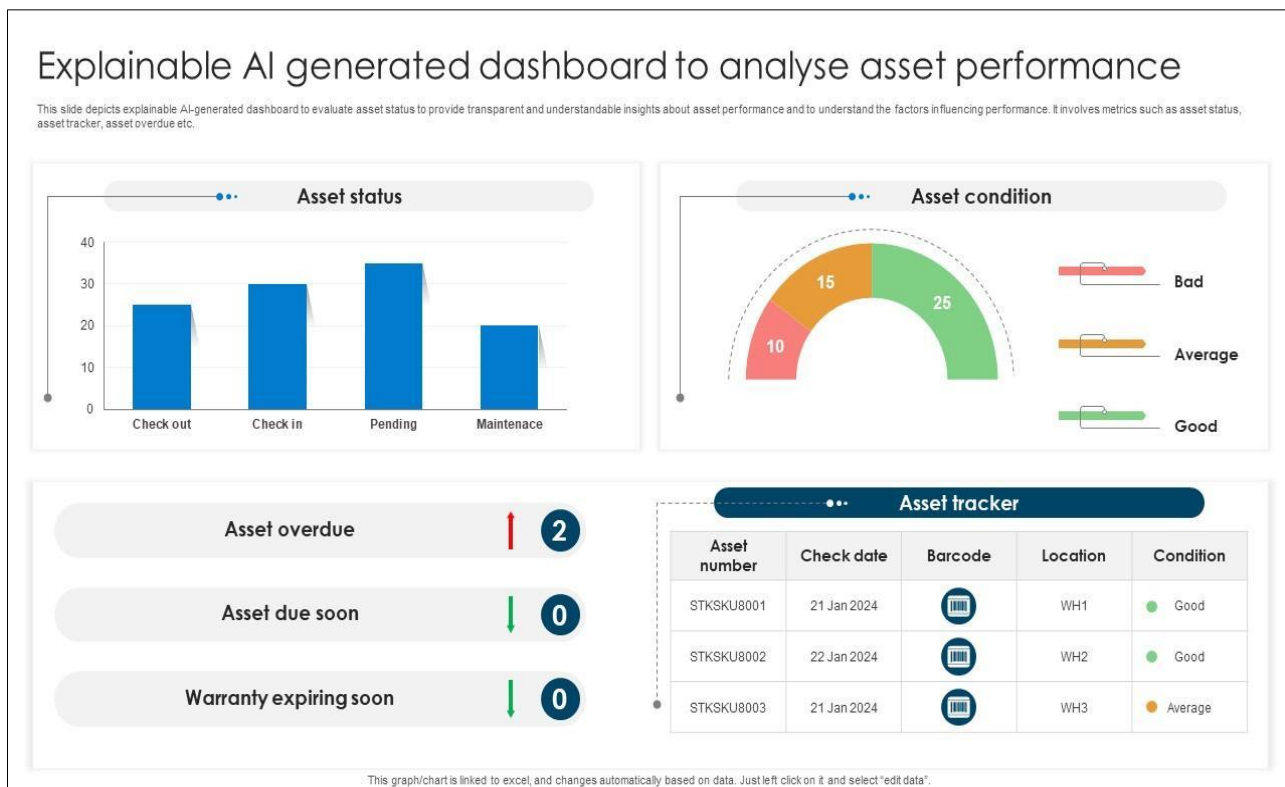 Explainable AI generated dashboard to analyse asset performance
This slide depicts explainable AI-generated dashboard to evaluate asset status to provide transparent and understandable insights about asset performance and to understand the factors influencing performance. It involves metrics such as asset status,
asset tracker, asset overdue etc.
Asset status
40
30
20
10
0
Check out Check in Pending Maintenace
Asset condition
10
15
25
Bad
Average
Good
Asset overdue 2
Asset due soon 0
Warranty expiring soon 0
Asset tracker
Asset
number Check date Barcode Location Condition
STKSKU8001 21 Jan 2024 WH1 Good
STKSKU8002 22 Jan 2024 WH2 Good
STKSKU8003 21 Jan 2024 WH3 Average
This graph/chart is linked to excel, and changes automatically based on data. Just left click on it and select “edit data”.